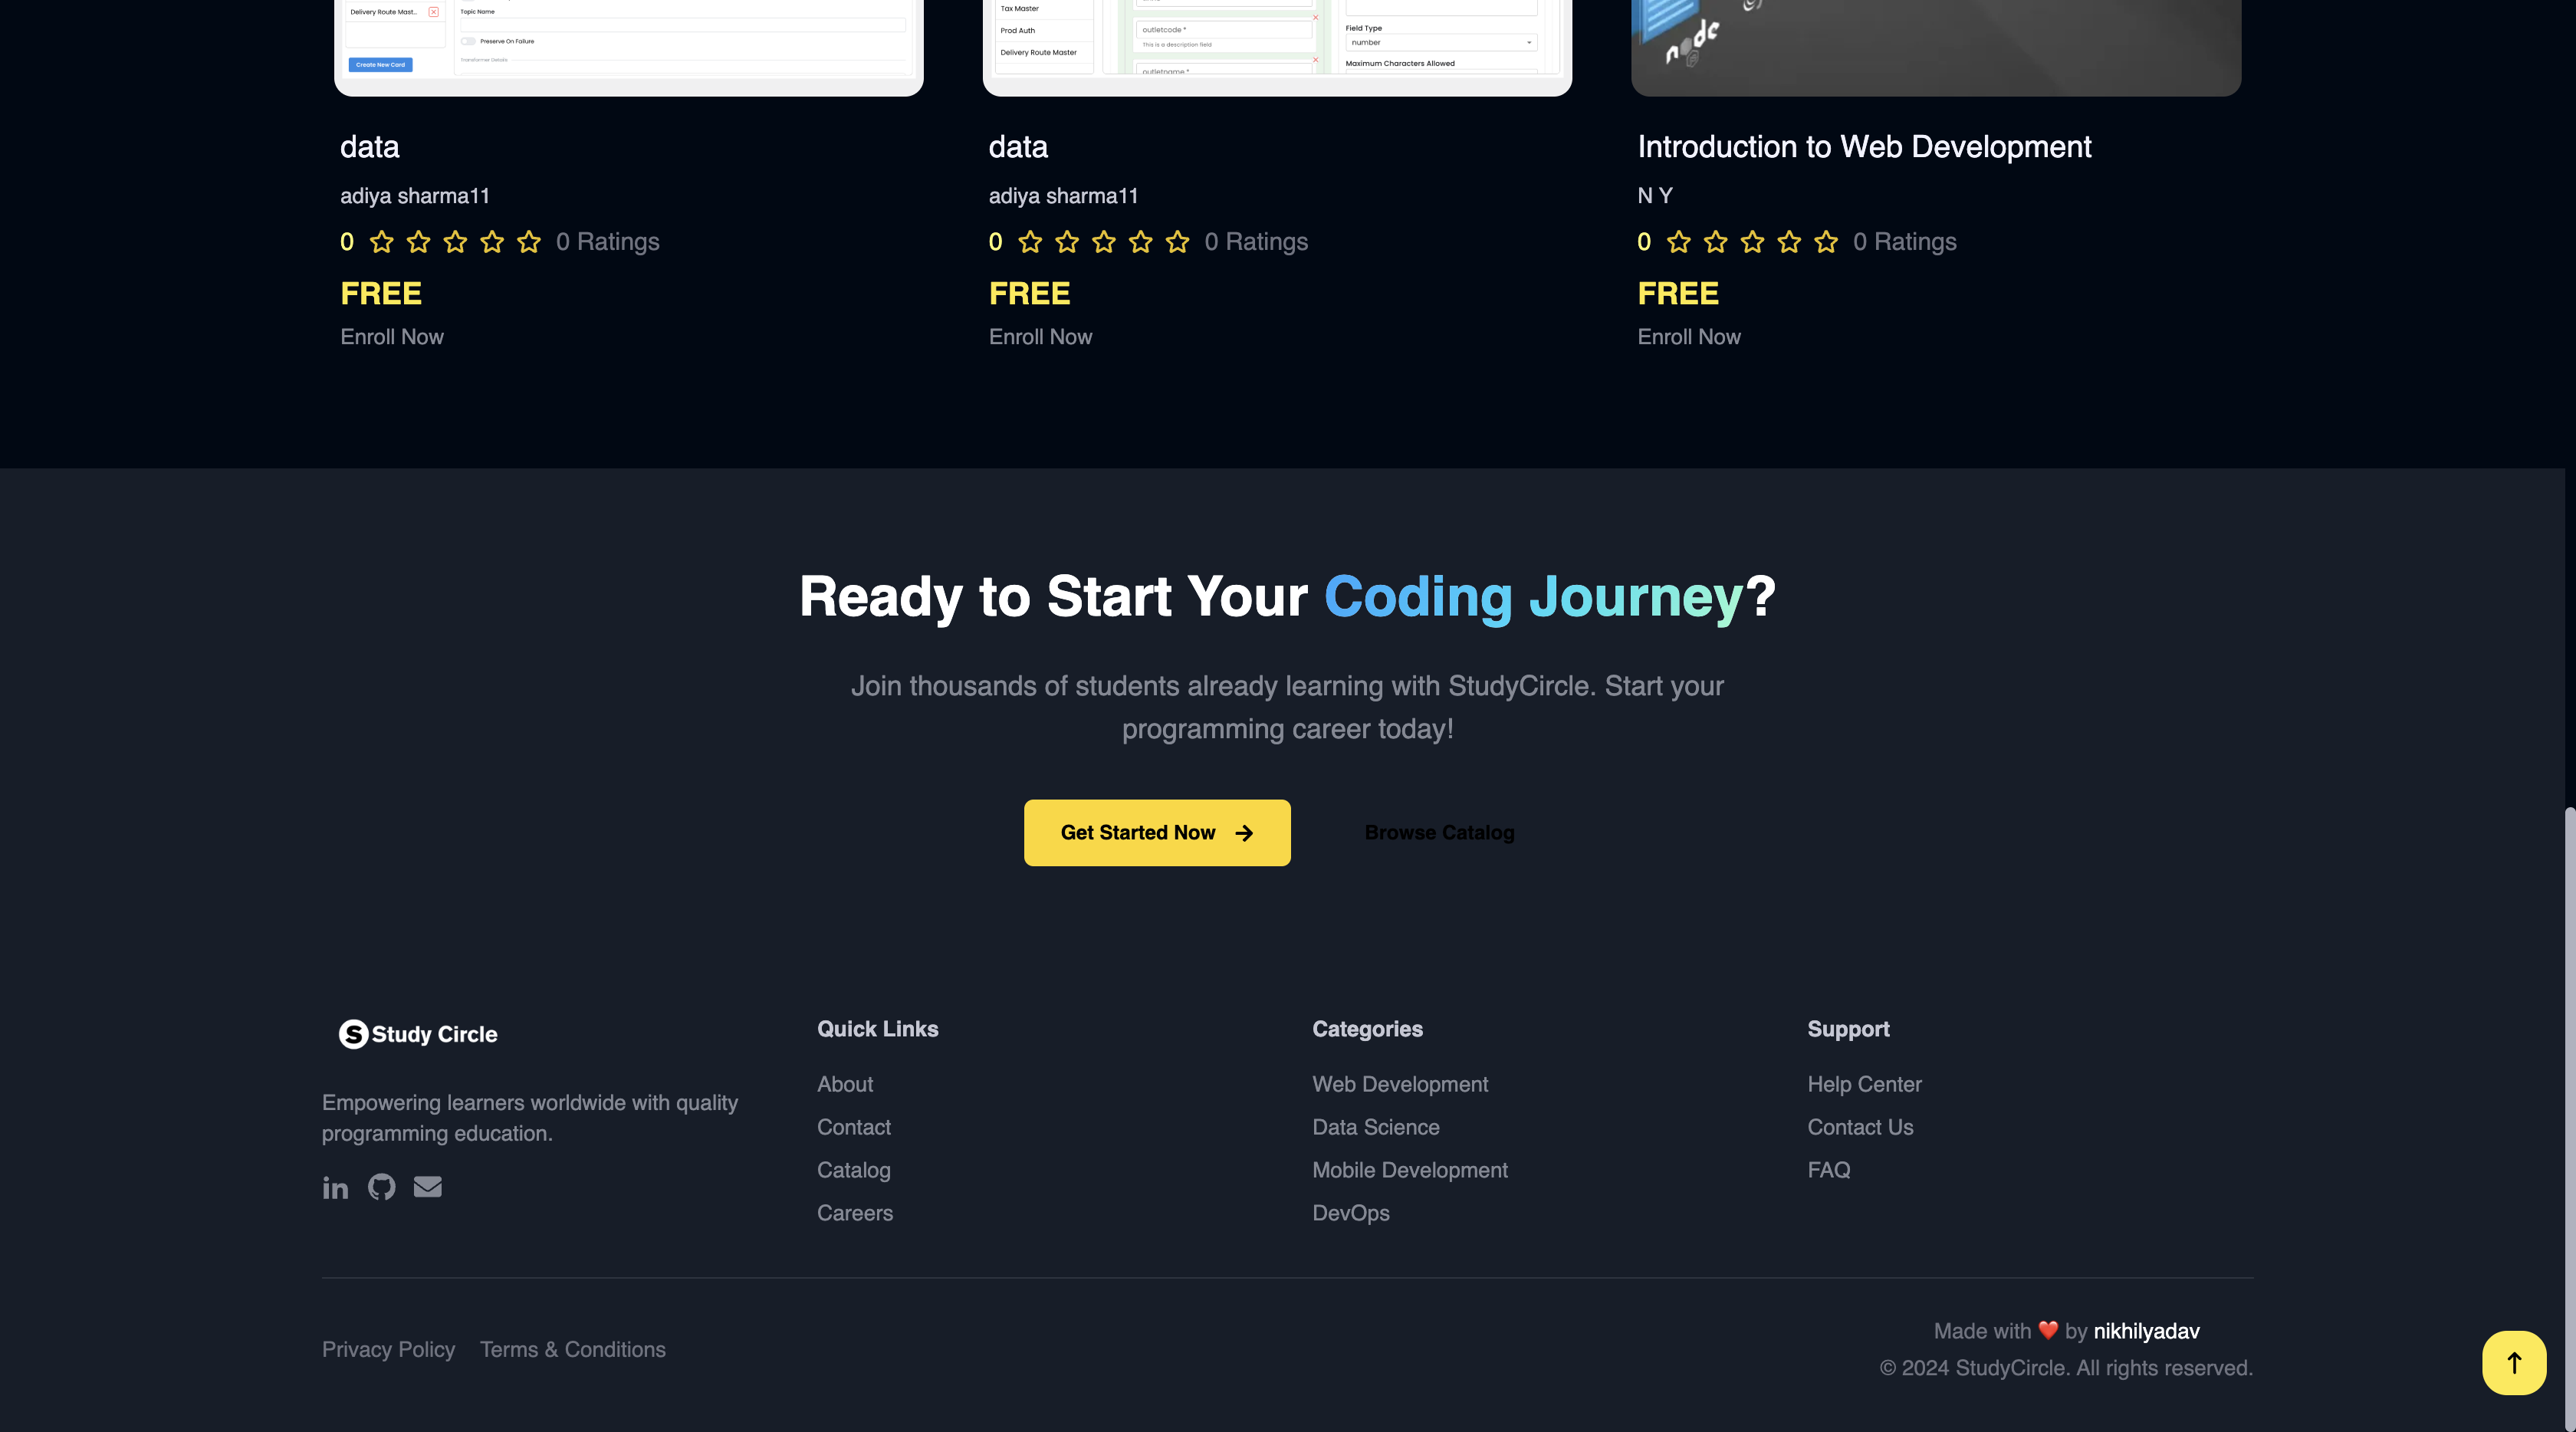 Delivery Route Mast...
Topic Name
Preserve On Failure
Transformer Details
Create New Card
Tax Master
Prod Auth
Delivery Route Master
outletcode *
This is a description field
outletname *
Field Type
number
Maximum Characters Allowed
node
data
adiya sharma11
0 0 Ratings
FREE
Enroll Now
data
adiya sharma11
0 0 Ratings
FREE
Enroll Now
Introduction to Web Development
N Y
0 0 Ratings
FREE
Enroll Now
Ready to Start Your Coding Journey?
Join thousands of students already learning with StudyCircle. Start your
programming career today!
Get Started Now
Browse Catalog
S Study Circle
Empowering learners worldwide with quality
programming education.
Quick Links
About
Contact
Catalog
Careers
Categories
Web Development
Data Science
Mobile Development
DevOps
Support
Help Center
Contact Us
FAQ
Privacy Policy Terms & Conditions
Made with ❤️ by nikhilyadav
© 2024 StudyCircle. All rights reserved.